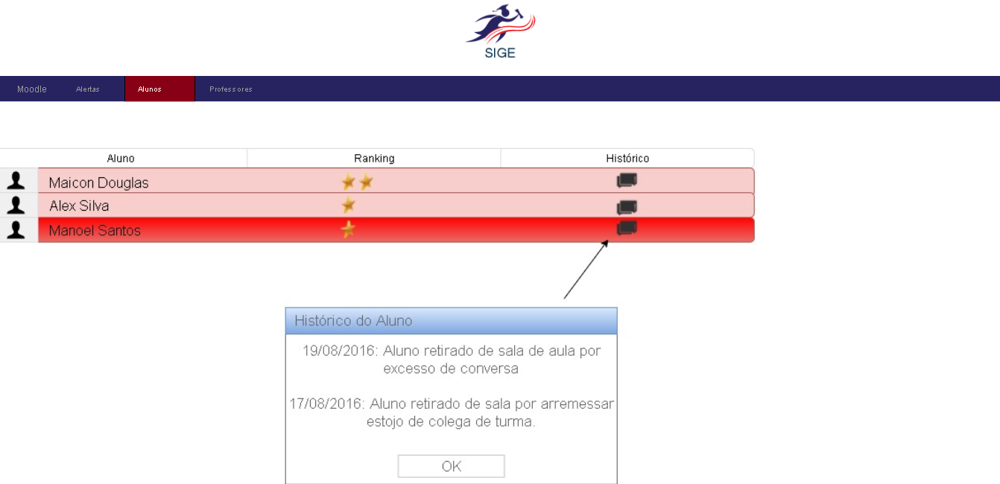 SIGE
Moodle Alertas Alunos Professores
Aluno Ranking Histórico
Maicon Douglas
Alex Silva
Manoel Santos
Histórico do Aluno
19/08/2016: Aluno retirado de sala de aula por
excesso de conversa
17/08/2016: Aluno retirado de sala por arremessar
estojo de colega de turma.
OK